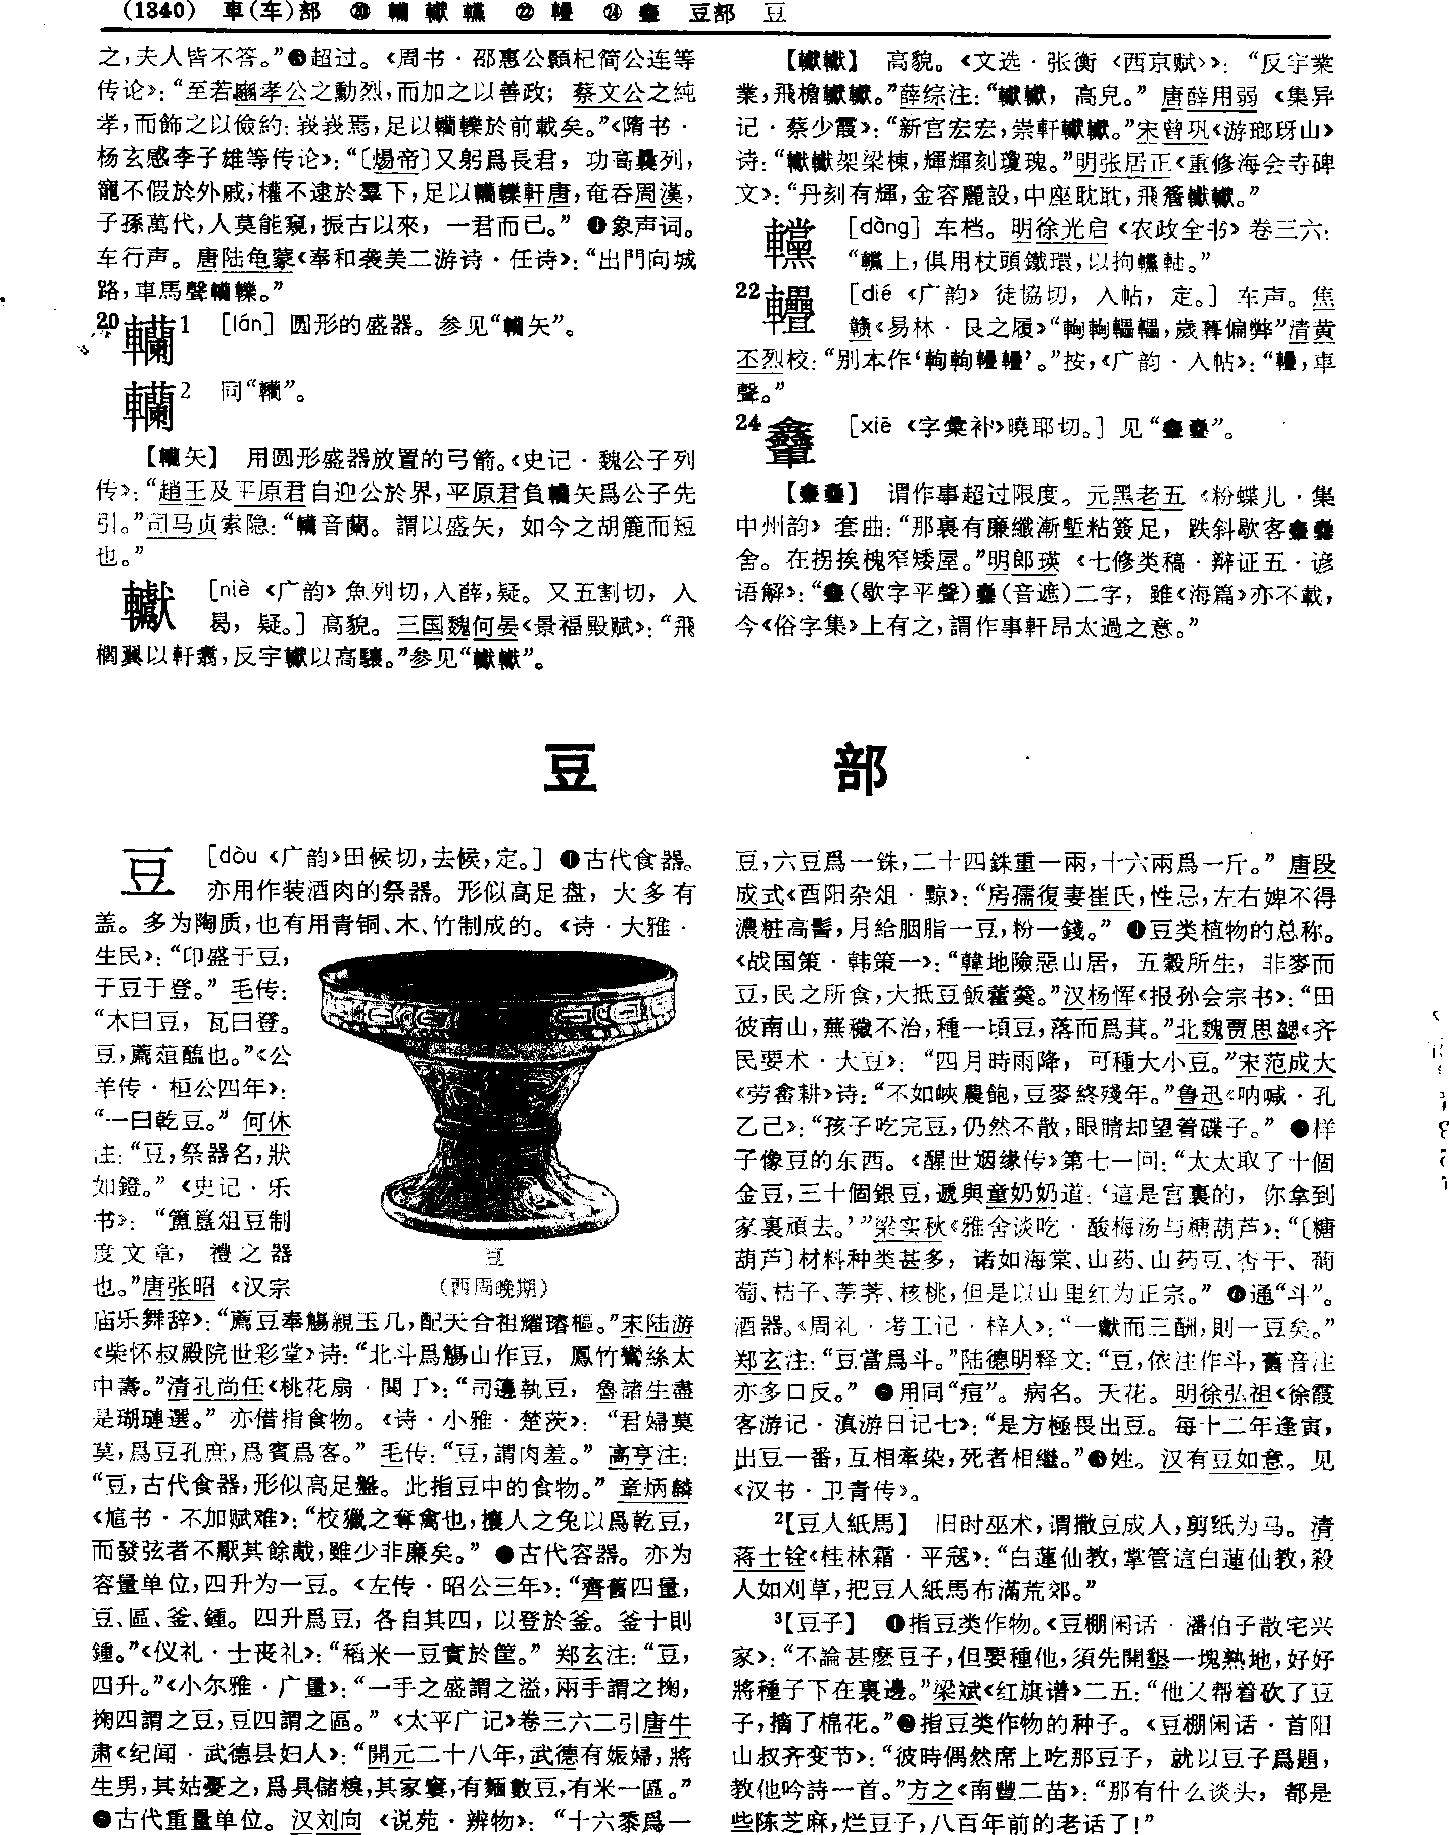 (1340) 車(车)部 ⑳ 轥 钀 ㉒ ㉔ 豆部 豆
之,夫人皆不答。”❸超过。《周书·邵惠公顥杞简公连等
传论》:“至若豳孝公之勳烈,而加之以善政;蔡文公之純
孝,而飾之以儉約:峩峩焉,足以轥轢於前載矣。”《隋书·
杨玄感李子雄等传论》:“〔煬帝〕又躬爲長君,功高曩列,
寵不假於外戚,權不逮於羣下,足以轥轢軒唐,奄吞周漢,
子孫萬代,人莫能窺,振古以來,一君而已。”❹象声词。
车行声。唐陆龟蒙《奉和袭美二游诗·任诗》:“出門向城
路,車馬聲轥轢。”
20 1 [lán] 圆形的盛器。参见“矢”。
2 同“轥”。
【矢】 用圆形盛器放置的弓箭。《史记·魏公子列
传》:“趙王及平原君自迎公於界,平原君負矢爲公子先
引。”司马贞索隐:“音蘭。謂以盛矢,如今之胡簏而短
也。”
[niè 《广韵》魚列切,入薛,疑。又五割切,入
曷,疑。] 高貌。三国魏何晏《景福殿赋》:“飛
櫩翼以軒翥,反宇以高驤。”参见“”。
【】 高貌。《文选·张衡〈西京赋〉》:“反宇業
業,飛檐。”薛综注:“,高皃。”唐薛用弱《集异
记·蔡少霞》:“新宫宏宏,崇軒。”宋曾巩《游瑯玡山》
诗:“架梁棟,輝輝刻瓊瑰。”明张居正《重修海会寺碑
文》:“丹刻有輝,金容麗設,中座耽耽,飛簷。”
[dǎng] 车档。明徐光启《农政全书》卷三六:
“上,俱用杖頭鐵環,以拘軸。”
22 [dié 《广韵》徒協切,入帖,定。] 车声。焦
赣《易林·艮之履》“輷輷,歲暮偏弊”清黄
丕烈校:“别本作‘輷輷’。”按,《广韵·入帖》:“,車
聲。”
24 [xiē 《字彙补》曉耶切。] 见“”。
【】 谓作事超过限度。元黑老五《粉蝶儿·集
中州韵》套曲:“那裏有廉纖漸塹粘簽足,跌斜歇客
舍。在拐挨槐窄矮屋。”明郎瑛《七修类稿·辩证五·谚
语解》:“(歇字平聲)(音遮)二字,雖《海篇》亦不載,
今《俗字集》上有之,謂作事軒昂太過之意。”
豆 部
豆 [dòu 《广韵》田候切,去候,定。] ❶古代食器。
亦用作装酒肉的祭器。形似高足盘,大多有
盖。多为陶质,也有用青铜、木、竹制成的。《诗·大雅·
生民》:“卬盛于豆,
于豆于登。”毛传:
“木曰豆,瓦曰登。
豆,薦菹醢也。”《公
羊传·桓公四年》:
“一曰乾豆。”何休
注:“豆,祭器名,狀
如鐙。”《史记·乐
书》:“簠簋俎豆制
度文章,禮之器
也。”唐张昭《汉宗
豆
(西周晚期)
庙乐舞辞》:“薦豆奉觴親玉几,配天合祖耀璿樞。”宋陆游
《柴怀叔殿院世彩堂》诗:“北斗爲觴山作豆,鳳竹鸞絲太
中壽。”清孔尚任《桃花扇·閧丁》:“司籩執豆,魯諸生盡
是瑚璉選。”亦借指食物。《诗·小雅·楚茨》:“君婦莫
莫,爲豆孔庶,爲賓爲客。”毛传:“豆,謂肉羞。”高亨注:
“豆,古代食器,形似高足盤。此指豆中的食物。”章炳麟
《訄书·不加赋难》:“校獵之奪禽也,攘人之兔以爲乾豆,
而發弦者不厭其餘胾,雖少非廉矣。”❷古代容器。亦为
容量单位,四升为一豆。《左传·昭公三年》:“齊舊四量,
豆、區、釜、鍾。四升爲豆,各自其四,以登於釜。釜十則
鍾。”《仪礼·士丧礼》:“稻米一豆實於筐。”郑玄注:“豆,
四升。”《小尔雅·广量》:“一手之盛謂之溢,兩手謂之掬,
掬四謂之豆,豆四謂之區。”《太平广记》卷三六二引唐牛
肃《纪闻·武德县妇人》:“開元二十八年,武德有娠婦,將
生男,其姑憂之,爲具儲糗,其家窶,有麵數豆,有米一區。”
❸古代重量单位。汉刘向《说苑·辨物》:“十六黍爲一
豆,六豆爲一銖,二十四銖重一兩,十六兩爲一斤。”唐段
成式《酉阳杂俎·黥》:“房孺復妻崔氏,性忌,左右婢不得
濃粧高髻,月給胭脂一豆,粉一錢。”❹豆类植物的总称。
《战国策·韩策一》:“韓地險惡山居,五穀所生,非麥而
豆,民之所食,大抵豆飯藿羹。”汉杨恽《报孙会宗书》:“田
彼南山,蕪穢不治,種一頃豆,落而爲萁。”北魏贾思勰《齐
民要术·大豆》:“四月時雨降,可種大小豆。”宋范成大
《劳畲耕》诗:“不如峽農飽,豆麥終殘年。”鲁迅《呐喊·孔
乙己》:“孩子吃完豆,仍然不散,眼睛却望着碟子。”❺样
子像豆的东西。《醒世姻缘传》第七一回:“太太取了十個
金豆,三十個銀豆,遞與童奶奶道:‘這是宫裏的,你拿到
家裏頑去。’”梁实秋《雅舍谈吃·酸梅汤与糖葫芦》:“〔糖
葫芦〕材料种类甚多,诸如海棠、山药、山药豆、杏干、葡
萄、桔子、荸荠、核桃,但是以山里红为正宗。”❻通“斗”。
酒器。《周礼·考工记·梓人》:“一獻而三酬,則一豆矣。”
郑玄注:“豆當爲斗。”陆德明释文:“豆,依注作斗,舊音注
亦多口反。”❼用同“痘”。病名。天花。明徐弘祖《徐霞
客游记·滇游日记七》:“是方極畏出豆。每十二年逢寅,
出豆一番,互相牽染,死者相繼。”❽姓。汉有豆如意。见
《汉书·卫青传》。
²【豆人紙馬】 旧时巫术,谓撒豆成人,剪纸为马。清
蒋士铨《桂林霜·平寇》:“白蓮仙教,掌管這白蓮仙教,殺
人如刈草,把豆人紙馬布滿荒郊。”
³【豆子】 ❶指豆类作物。《豆棚闲话·潘伯子散宅兴
家》:“不論甚麽豆子,但要種他,須先開墾一塊熟地,好好
將種子下在裏邊。”梁斌《红旗谱》二五:“他又帮着砍了豆
子,摘了棉花。”❷指豆类作物的种子。《豆棚闲话·首阳
山叔齐变节》:“彼時偶然席上吃那豆子,就以豆子爲題,
教他吟詩一首。”方之《南豐二苗》:“那有什么谈头,都是
些陈芝麻,烂豆子,八百年前的老话了!”